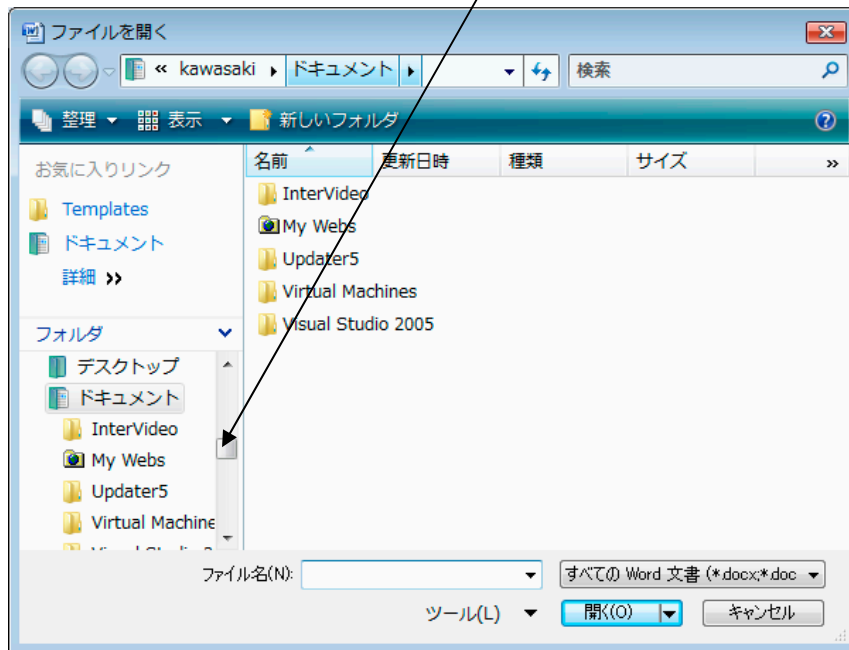 ファイルを開く
« kawasaki ▸ ドキュメント ▸ 検索
整理 表示 新しいフォルダ
お気に入りリンク
Templates
ドキュメント
詳細 »
フォルダ
デスクトップ
ドキュメント
InterVideo
My Webs
Updater5
Virtual Machine
名前 更新日時 種類 サイズ »
InterVideo
My Webs
Updater5
Virtual Machines
Visual Studio 2005
ファイル名(N): すべての Word 文書 (*.docx;*.doc
ツール(L) 開く(O) キャンセル